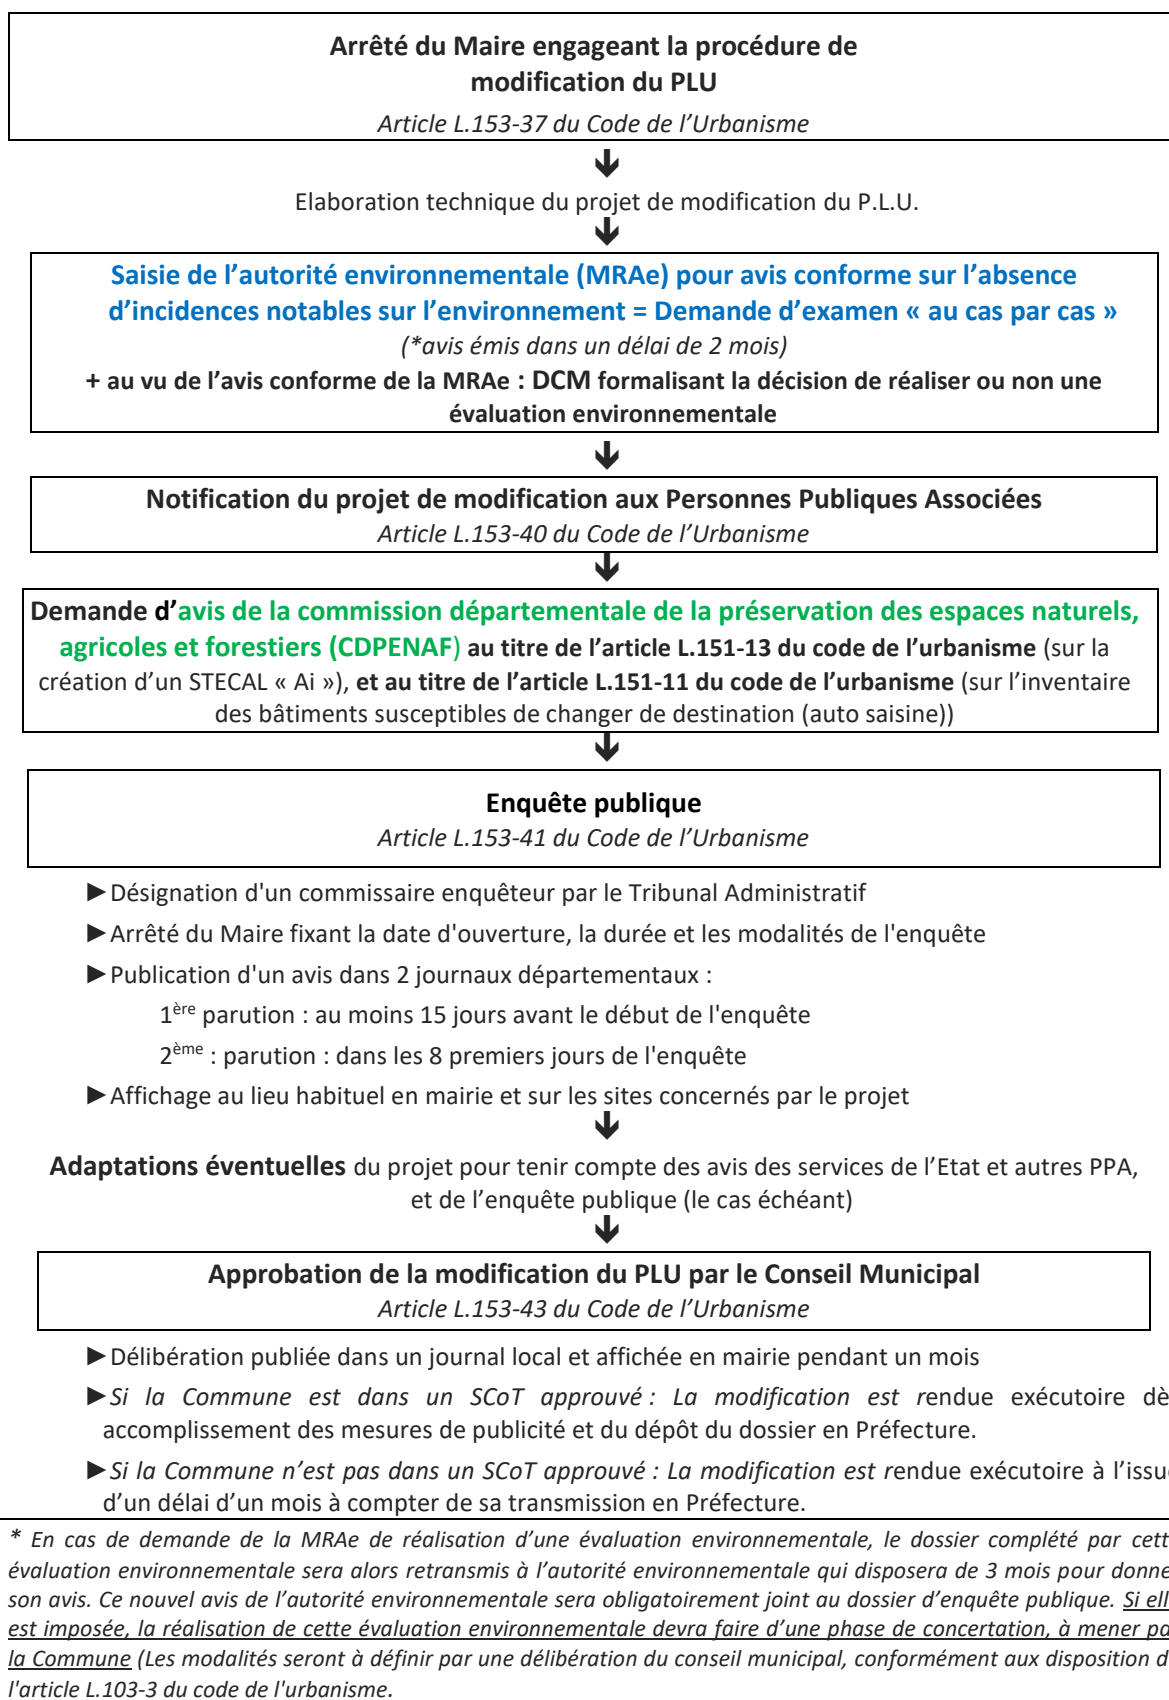 Arrêté du Maire engageant la procédure de
modification du PLU
Article L.153-37 du Code de l’Urbanisme
🡻
Elaboration technique du projet de modification du P.L.U.
🡻
Saisie de l’autorité environnementale (MRAe) pour avis conforme sur l’absence
d’incidences notables sur l’environnement = Demande d’examen « au cas par cas »
(*avis émis dans un délai de 2 mois)
+ au vu de l’avis conforme de la MRAe : DCM formalisant la décision de réaliser ou non une
évaluation environnementale
🡻
Notification du projet de modification aux Personnes Publiques Associées
Article L.153-40 du Code de l’Urbanisme
🡻
Demande d’avis de la commission départementale de la préservation des espaces naturels,
agricoles et forestiers (CDPENAF) au titre de l’article L.151-13 du code de l’urbanisme (sur la
création d’un STECAL « Ai »), et au titre de l’article L.151-11 du code de l’urbanisme (sur l’inventaire
des bâtiments susceptibles de changer de destination (auto saisine))
🡻
Enquête publique
Article L.153-41 du Code de l’Urbanisme
►Désignation d'un commissaire enquêteur par le Tribunal Administratif
►Arrêté du Maire fixant la date d'ouverture, la durée et les modalités de l'enquête
►Publication d'un avis dans 2 journaux départementaux :
1ère parution : au moins 15 jours avant le début de l'enquête
2ème : parution : dans les 8 premiers jours de l'enquête
►Affichage au lieu habituel en mairie et sur les sites concernés par le projet
🡻
Adaptations éventuelles du projet pour tenir compte des avis des services de l’Etat et autres PPA,
et de l’enquête publique (le cas échéant)
🡻
Approbation de la modification du PLU par le Conseil Municipal
Article L.153-43 du Code de l’Urbanisme
►Délibération publiée dans un journal local et affichée en mairie pendant un mois
►Si la Commune est dans un SCoT approuvé : La modification est rendue exécutoire dè
accomplissement des mesures de publicité et du dépôt du dossier en Préfecture.
►Si la Commune n’est pas dans un SCoT approuvé : La modification est rendue exécutoire à l’issu
d’un délai d’un mois à compter de sa transmission en Préfecture.
* En cas de demande de la MRAe de réalisation d’une évaluation environnementale, le dossier complété par cett
évaluation environnementale sera alors retransmis à l’autorité environnementale qui disposera de 3 mois pour donne
son avis. Ce nouvel avis de l’autorité environnementale sera obligatoirement joint au dossier d’enquête publique. Si ell
est imposée, la réalisation de cette évaluation environnementale devra faire d’une phase de concertation, à mener pa
la Commune (Les modalités seront à définir par une délibération du conseil municipal, conformément aux disposition d
l'article L.103-3 du code de l'urbanisme.